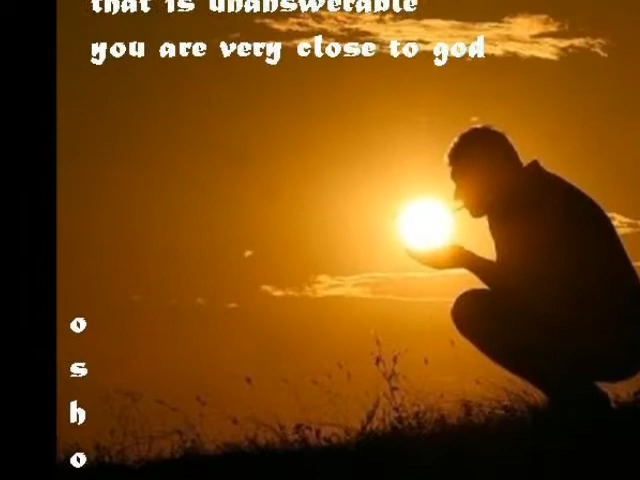 that is unanswerable
you are very close to god
o
s
h
o